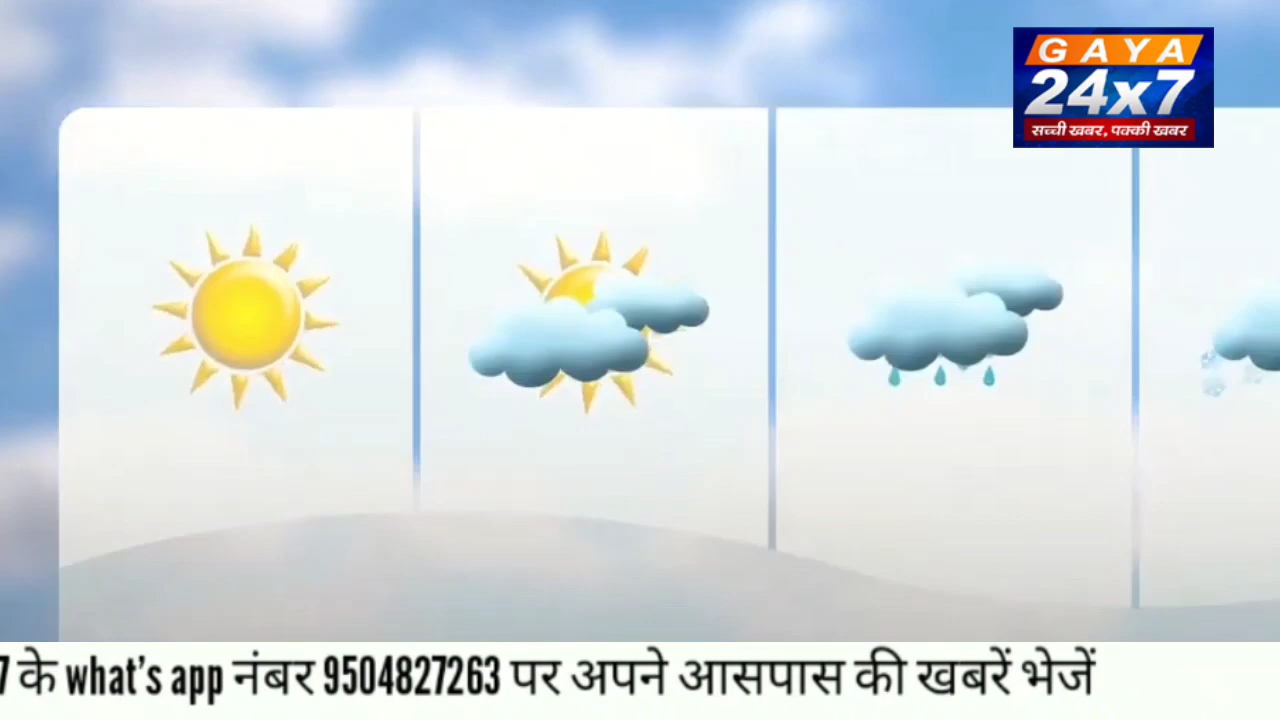 GAYA
24x7
सच्ची खबर, पक्की खबर
7 के what's app नंबर 9504827263 पर अपने आसपास की खबरें भेजें